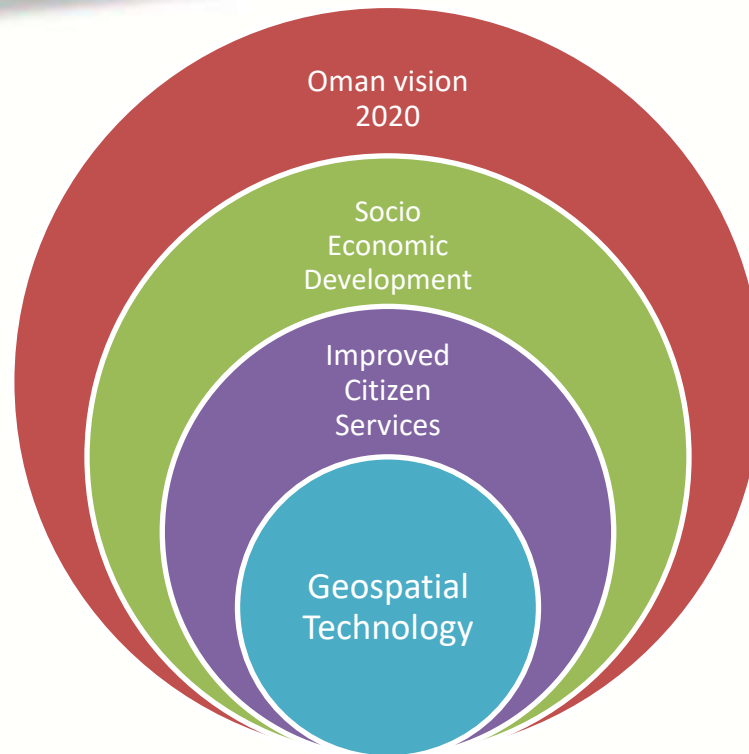 Oman vision
2020
Socio
Economic
Development
Improved
Citizen
Services
Geospatial
Technology